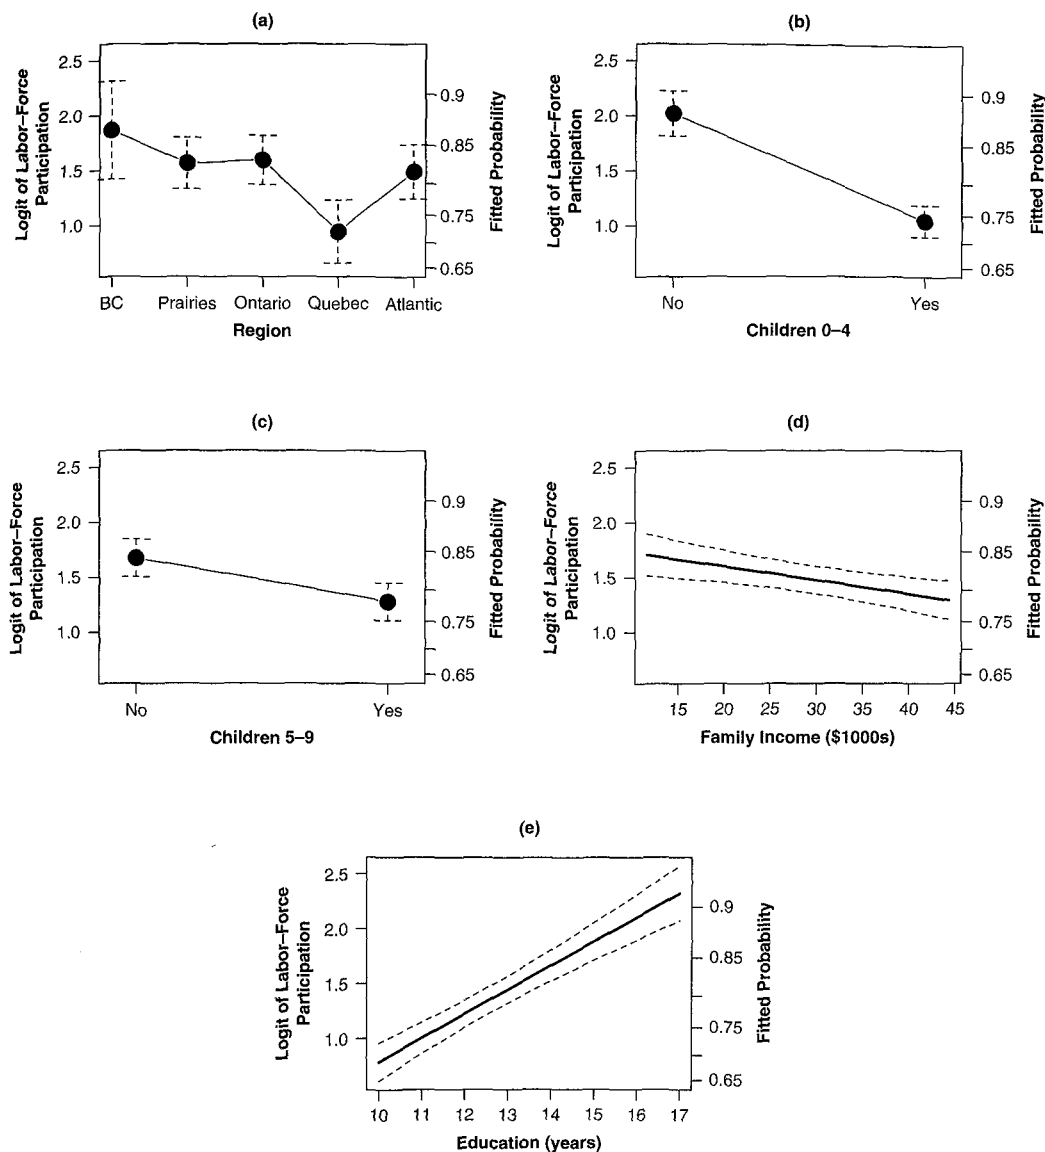 (a)
Logit of Labor–Force
Participation
2.5
2.0
1.5
1.0
0.9
0.85
0.75
0.65
Fitted Probability
BC Prairies Ontario Quebec Atlantic
Region
(b)
Logit of Labor–Force
Participation
2.5
2.0
1.5
1.0
0.9
0.85
0.75
0.65
Fitted Probability
No Yes
Children 0–4
(c)
Logit of Labor–Force
Participation
2.5
2.0
1.5
1.0
0.9
0.85
0.75
0.65
Fitted Probability
No Yes
Children 5–9
(d)
Logit of Labor–Force
Participation
2.5
2.0
1.5
1.0
0.9
0.85
0.75
0.65
Fitted Probability
15 20 25 30 35 40 45
Family Income ($1000s)
(e)
Logit of Labor–Force
Participation
2.5
2.0
1.5
1.0
0.9
0.85
0.75
0.65
Fitted Probability
10 11 12 13 14 15 16 17
Education (years)